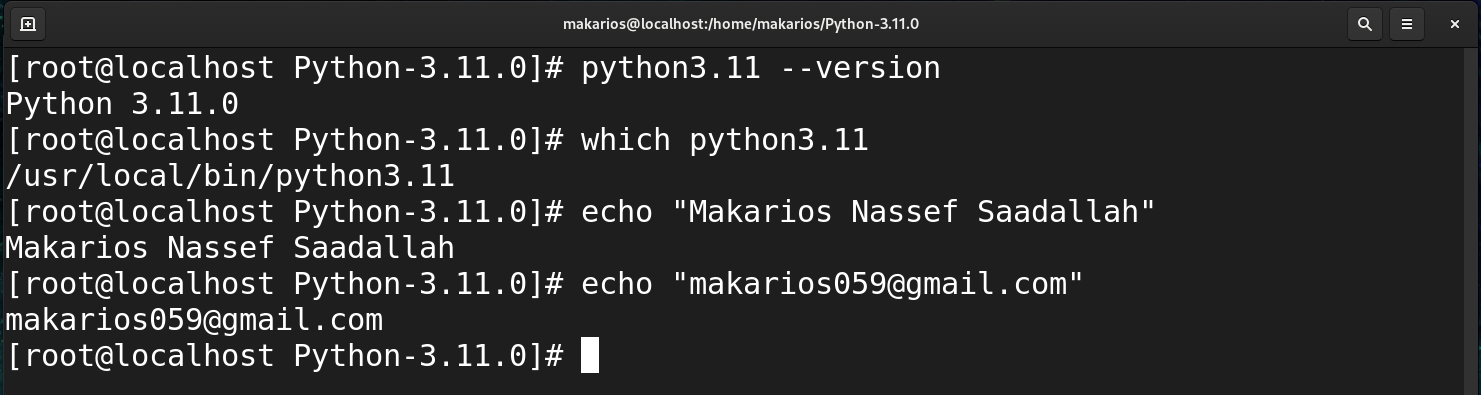 makarios@localhost:/home/makarios/Python-3.11.0
[root@localhost Python-3.11.0]# python3.11 --version
Python 3.11.0
[root@localhost Python-3.11.0]# which python3.11
/usr/local/bin/python3.11
[root@localhost Python-3.11.0]# echo "Makarios Nassef Saadallah"
Makarios Nassef Saadallah
[root@localhost Python-3.11.0]# echo "makarios059@gmail.com"
makarios059@gmail.com
[root@localhost Python-3.11.0]#